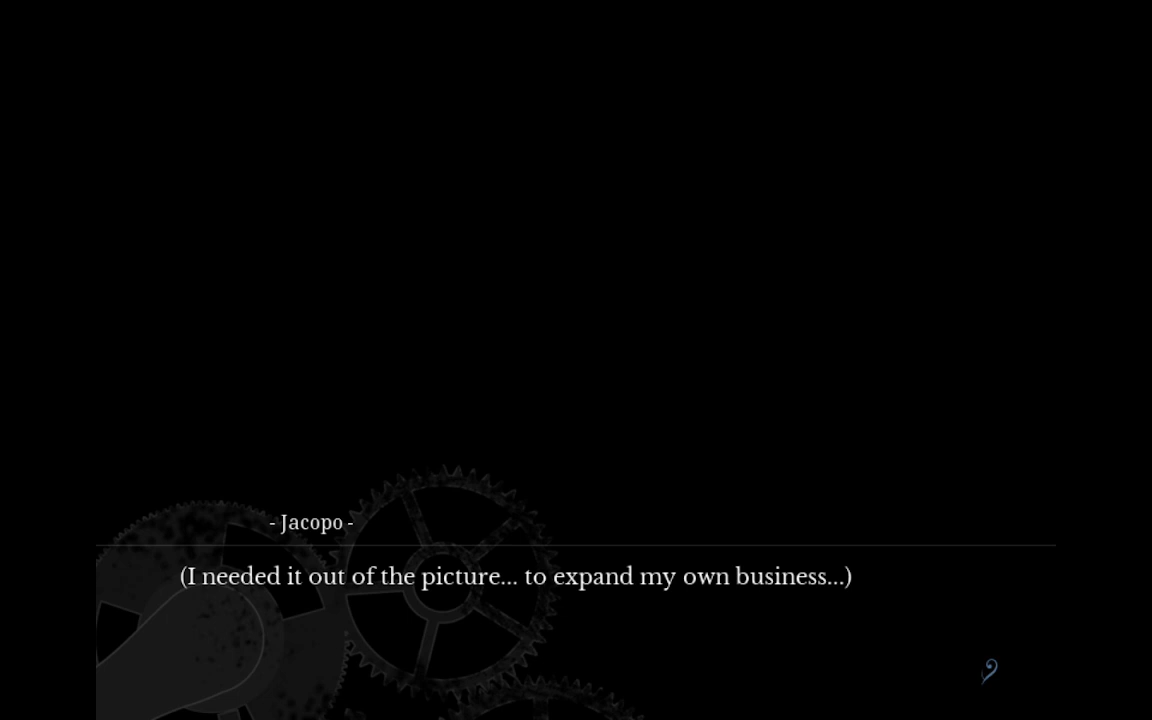 - Jacopo -
(I needed it out of the picture... to expand my own business...)